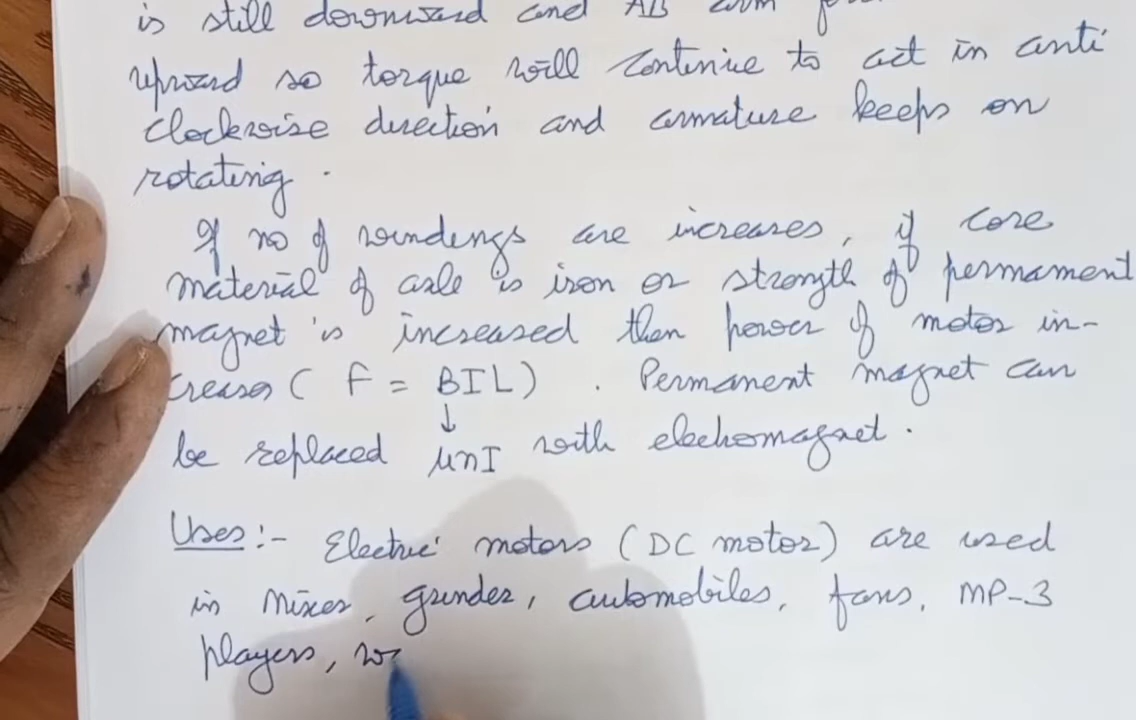 is still downward and AB arm
upward so torque will continue to act in anti
clockwise direction and armature keeps on
rotating .
If no of windings are increases, if core
material of axle is iron or strength of permament
magnet is increased then power of motor in-
creases ( F = BIL ) . Permanent magnet can
↓
be replaced μnI with electromagnet .
Uses :- Electric motors (DC motor) are used
in mixer, grinder, automobiles, fans, MP-3
players, w